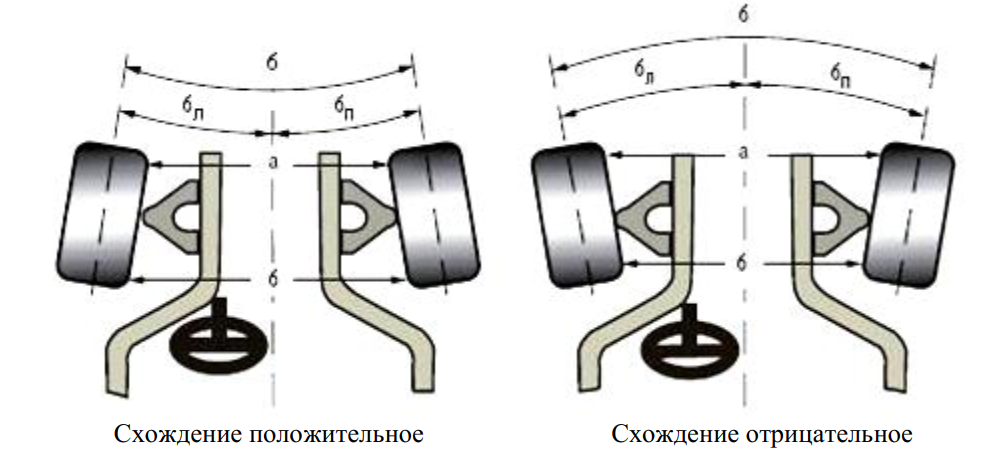 б
бл бп
а
б
Схождение положительное
б
бл бп
а
б
Схождение отрицательное